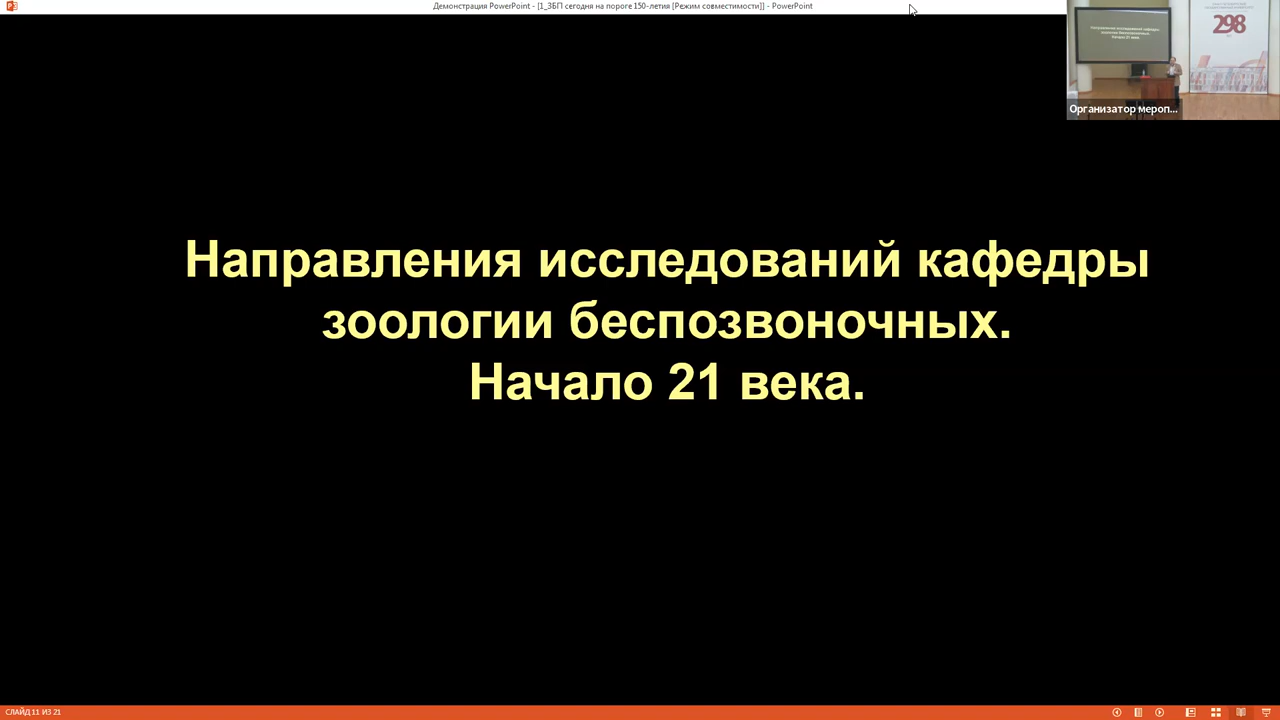 Демонстрация PowerPoint - [1_ЗБП сегодня на пороге 150-летия [Режим совместимости]] - PowerPoint
298
Организатор мероп...
Направления исследований кафедры
зоологии беспозвоночных.
Начало 21 века.
СЛАЙД 11 ИЗ 21